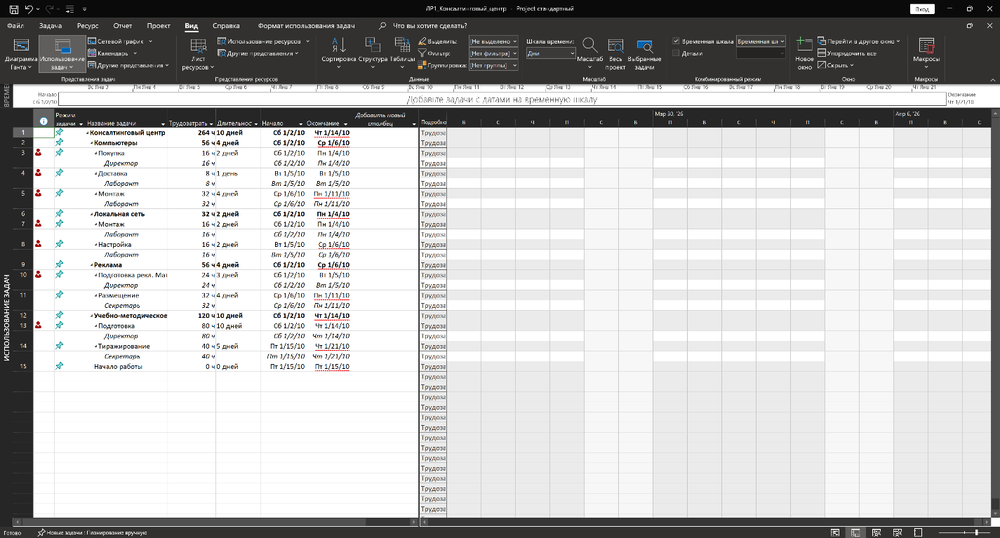 ЛР1_Консалтинговый_центр - Project стандартный
Вход
Файл Задача Ресурс Отчет Проект Вид Справка Формат использования задач Что вы хотите сделать?
Диаграмма Ганта
Использование задач
Сетевой график
Календарь
Другие представления
Представления задач
Лист ресурсов
Использование ресурсов
Другие представления
Представления ресурсов
Сортировка Структура Таблицы
Выделить: [Не выделено
Фильтр: [Нет фильтра]
Группировка: [Нет группы]
Данные
Шкала времени:
Дни
Масштаб
Весь проект
Выбранные задачи
Масштаб
Временная шкала Временная шк
Детали
Комбинированный режим
Новое окно
Перейти в другое окно
Упорядочить все
Скрыть
Окно
Макросы
Макросы
ВРЕМЕ
Вс Янв 3 Пн Янв 4 Вт Янв 5 Ср Янв 6 Чт Янв 7 Пт Янв 8 Сб Янв 9 Вс Янв 10 Пн Янв 11 Вт Янв 12 Ср Янв 13 Чт Янв 14 Пт Янв 15 Сб Янв 16 Вс Янв 17 Пн Янв 18 Вт Янв 19 Ср Янв 20 Чт Янв 21
Начало
Сб 1/2/10
Добавьте задачи с датами на временную шкалу
Окончание
Чт 1/21/10
ИСПОЛЬЗОВАНИЕ ЗАДАЧ
Режим задачи Название задачи Трудозатрать Длительнос Начало Окончание Добавить новый столбец Подробно
Мар 30, '26 Апр 6, '26
В С Ч П С В П В С Ч П С В П В С
1 Консалтинговый центр 264 ч 10 дней Сб 1/2/10 Чт 1/14/10 Трудоза
2 Компьютеры 56 ч 4 дней Сб 1/2/10 Ср 1/6/10 Трудоза
3 Покупка 16 ч 2 дней Сб 1/2/10 Пн 1/4/10 Трудоза
Директор 16 ч Сб 1/2/10 Пн 1/4/10 Трудоза
4 Доставка 8 ч 1 день Вт 1/5/10 Вт 1/5/10 Трудоза
Лаборант 8 ч Вт 1/5/10 Вт 1/5/10 Трудоза
5 Монтаж 32 ч 4 дней Ср 1/6/10 Пн 1/11/10 Трудоза
Лаборант 32 ч Ср 1/6/10 Пн 1/11/10 Трудоза
6 Локальная сеть 32 ч 2 дней Сб 1/2/10 Пн 1/4/10 Трудоза
7 Монтаж 16 ч 2 дней Сб 1/2/10 Пн 1/4/10 Трудоза
Лаборант 16 ч Сб 1/2/10 Пн 1/4/10 Трудоза
8 Настройка 16 ч 2 дней Вт 1/5/10 Ср 1/6/10 Трудоза
Лаборант 16 ч Вт 1/5/10 Ср 1/6/10 Трудоза
9 Реклама 56 ч 4 дней Сб 1/2/10 Ср 1/6/10 Трудоза
10 Подготовка рекл. Мат 24 ч 3 дней Сб 1/2/10 Вт 1/5/10 Трудоза
Директор 24 ч Сб 1/2/10 Вт 1/5/10 Трудоза
11 Размещение 32 ч 4 дней Ср 1/6/10 Пн 1/11/10 Трудоза
Секретарь 32 ч Ср 1/6/10 Пн 1/11/10 Трудоза
12 Учебно-методическое 120 ч 10 дней Сб 1/2/10 Чт 1/14/10 Трудоза
13 Подготовка 80 ч 10 дней Сб 1/2/10 Чт 1/14/10 Трудоза
Директор 80 ч Сб 1/2/10 Чт 1/14/10 Трудоза
14 Тиражирование 40 ч 5 дней Пт 1/15/10 Чт 1/21/10 Трудоза
Секретарь 40 ч Пт 1/15/10 Чт 1/21/10 Трудоза
15 Начало работы 0 ч 0 дней Пт 1/15/10 Пт 1/15/10 Трудоза
Трудоза
Трудоза
Трудоза
Трудоза
Трудоза
Трудоза
Трудоза
Трудоза
Трудоза
Трудоза
Трудоза
Трудоза
Трудоза
Трудоза
Готово Новые задачи : Планирование вручную